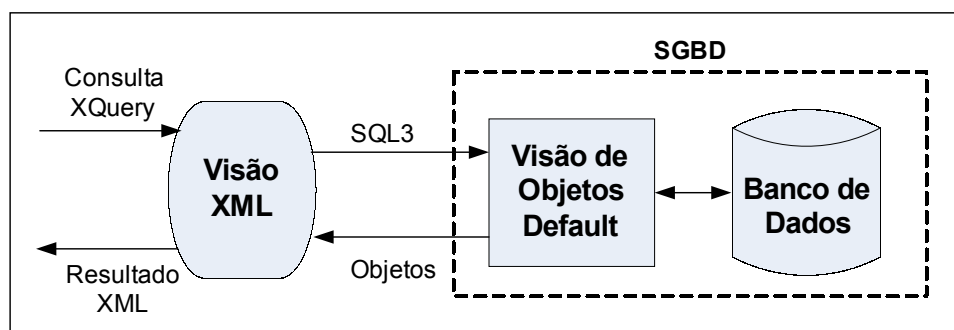 SGBD
Consulta
XQuery
SQL3
Visão
XML
Visão de
Objetos
Default
Banco de
Dados
Resultado
XML
Objetos